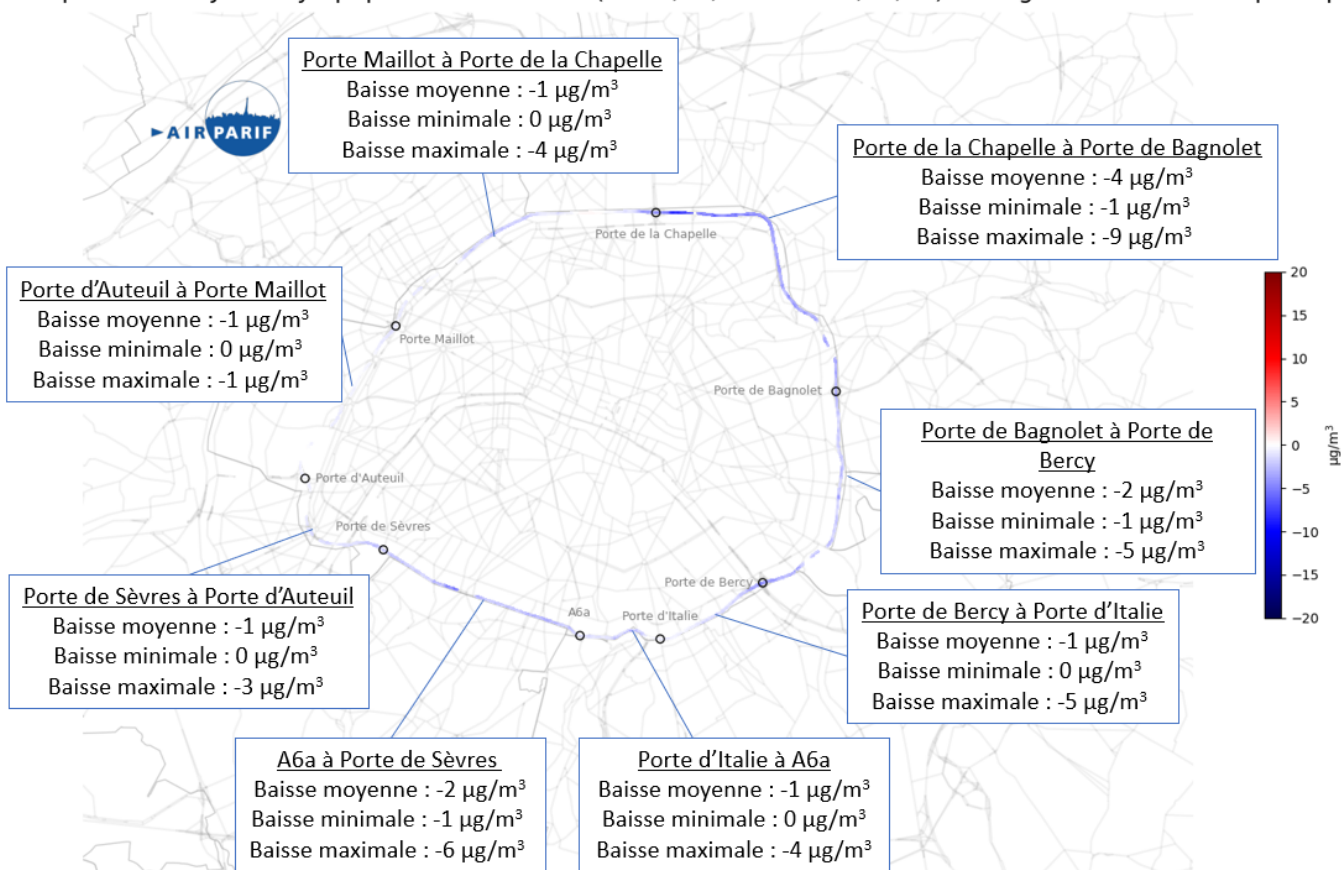 Porte Maillot à Porte de la Chapelle
Baisse moyenne : -1 µg/m³
Baisse minimale : 0 µg/m³
Baisse maximale : -4 µg/m³
AIRPARIF
Porte de la Chapelle à Porte de Bagnolet
Baisse moyenne : -4 µg/m³
Baisse minimale : -1 µg/m³
Baisse maximale : -9 µg/m³
Porte de la Chapelle
Porte d'Auteuil à Porte Maillot
Baisse moyenne : -1 µg/m³
Baisse minimale : 0 µg/m³
Baisse maximale : -1 µg/m³
Porte Maillot
Porte de Bagnolet
20
15
10
5
0
−5
−10
−15
−20
µg/m³
Porte de Bagnolet à Porte de
Bercy
Baisse moyenne : -2 µg/m³
Baisse minimale : -1 µg/m³
Baisse maximale : -5 µg/m³
Porte d'Auteuil
Porte de Sèvres
Porte de Bercy
A6a
Porte d'Italie
Porte de Sèvres à Porte d'Auteuil
Baisse moyenne : -1 µg/m³
Baisse minimale : 0 µg/m³
Baisse maximale : -3 µg/m³
Porte de Bercy à Porte d'Italie
Baisse moyenne : -1 µg/m³
Baisse minimale : 0 µg/m³
Baisse maximale : -5 µg/m³
A6a à Porte de Sèvres
Baisse moyenne : -2 µg/m³
Baisse minimale : -1 µg/m³
Baisse maximale : -6 µg/m³
Porte d'Italie à A6a
Baisse moyenne : -1 µg/m³
Baisse minimale : 0 µg/m³
Baisse maximale : -4 µg/m³